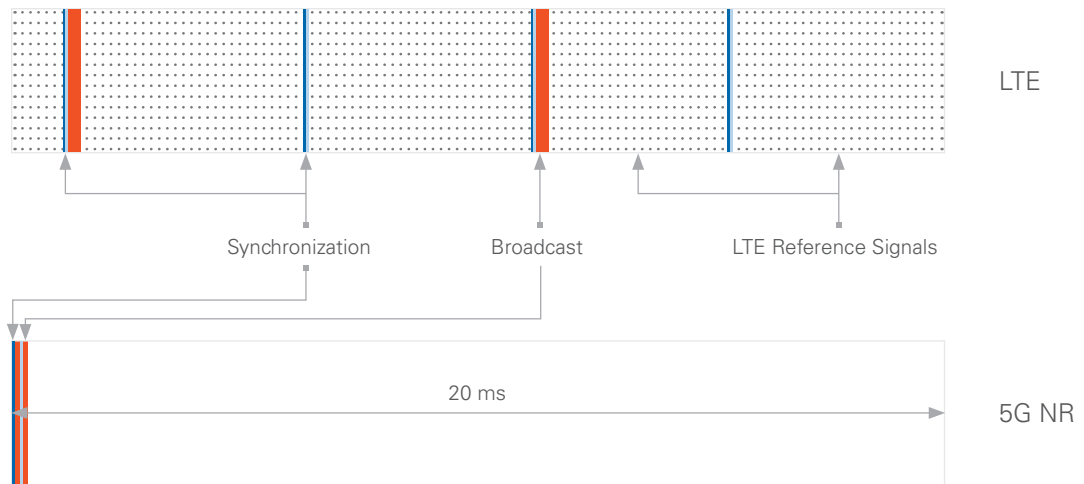 LTE
Synchronization
Broadcast
LTE Reference Signals
20 ms
5G NR